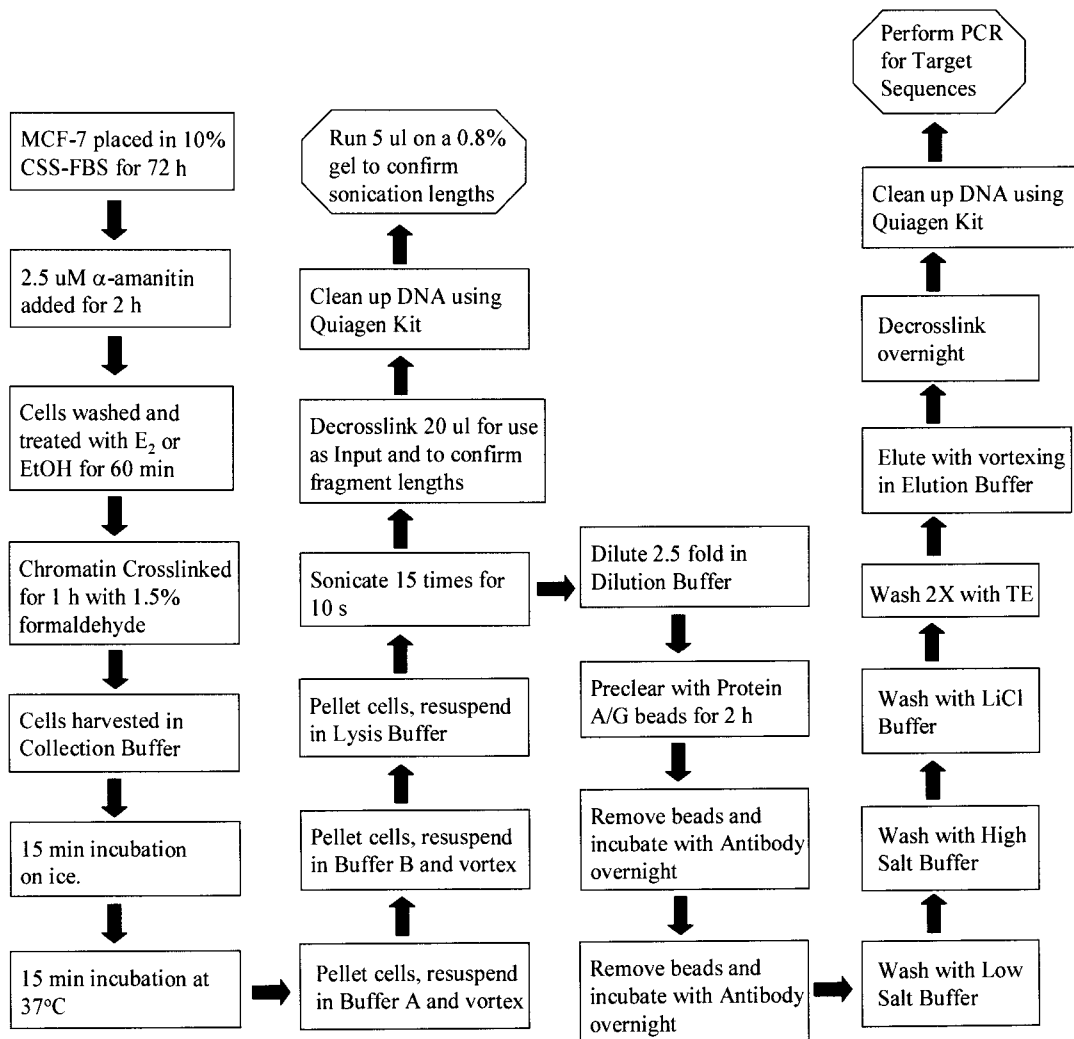 MCF-7 placed in 10%
CSS-FBS for 72 h
2.5 uM α-amanitin
added for 2 h
Cells washed and
treated with E₂ or
EtOH for 60 min
Chromatin Crosslinked
for 1 h with 1.5%
formaldehyde
Cells harvested in
Collection Buffer
15 min incubation
on ice.
15 min incubation at
37°C
Pellet cells, resuspend
in Buffer A and vortex
Pellet cells, resuspend
in Buffer B and vortex
Pellet cells, resuspend
in Lysis Buffer
Sonicate 15 times for
10 s
Decrosslink 20 ul for use
as Input and to confirm
fragment lengths
Clean up DNA using
Quiagen Kit
Run 5 ul on a 0.8%
gel to confirm
sonication lengths
Dilute 2.5 fold in
Dilution Buffer
Preclear with Protein
A/G beads for 2 h
Remove beads and
incubate with Antibody
overnight
Remove beads and
incubate with Antibody
overnight
Wash with Low
Salt Buffer
Wash with High
Salt Buffer
Wash with LiCl
Buffer
Wash 2X with TE
Elute with vortexing
in Elution Buffer
Decrosslink
overnight
Clean up DNA using
Quiagen Kit
Perform PCR
for Target
Sequences